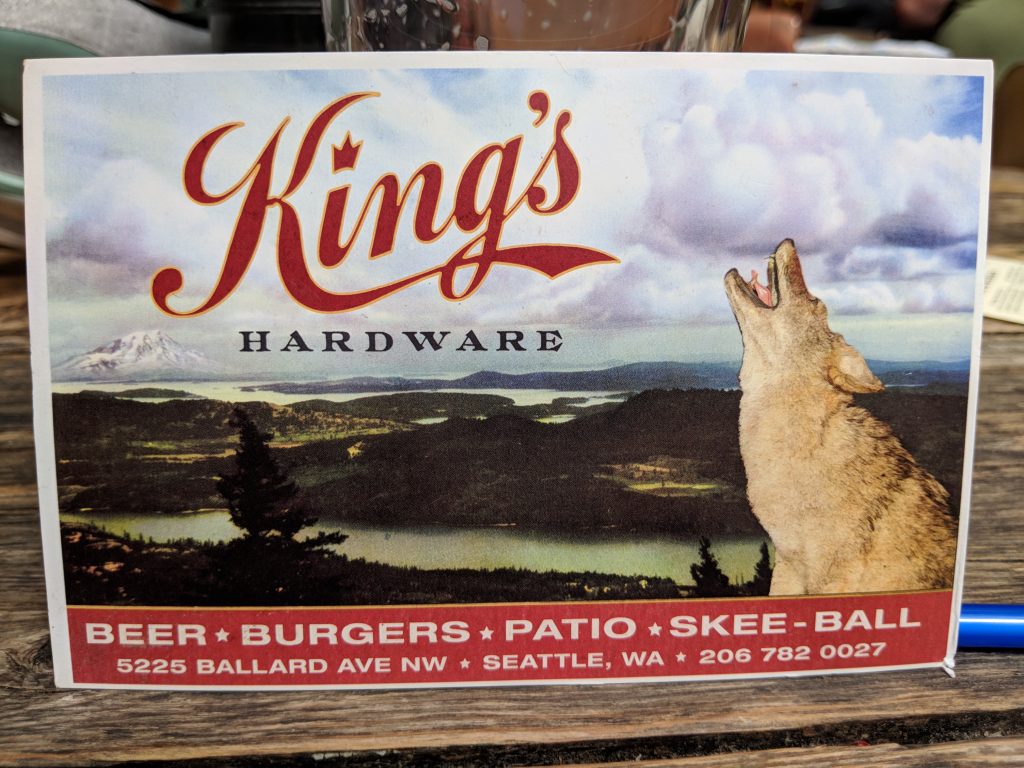 King's
HARDWARE
BEER ★ BURGERS ★ PATIO ★ SKEE-BALL
5225 BALLARD AVE NW ★ SEATTLE, WA ★ 206 782 0027